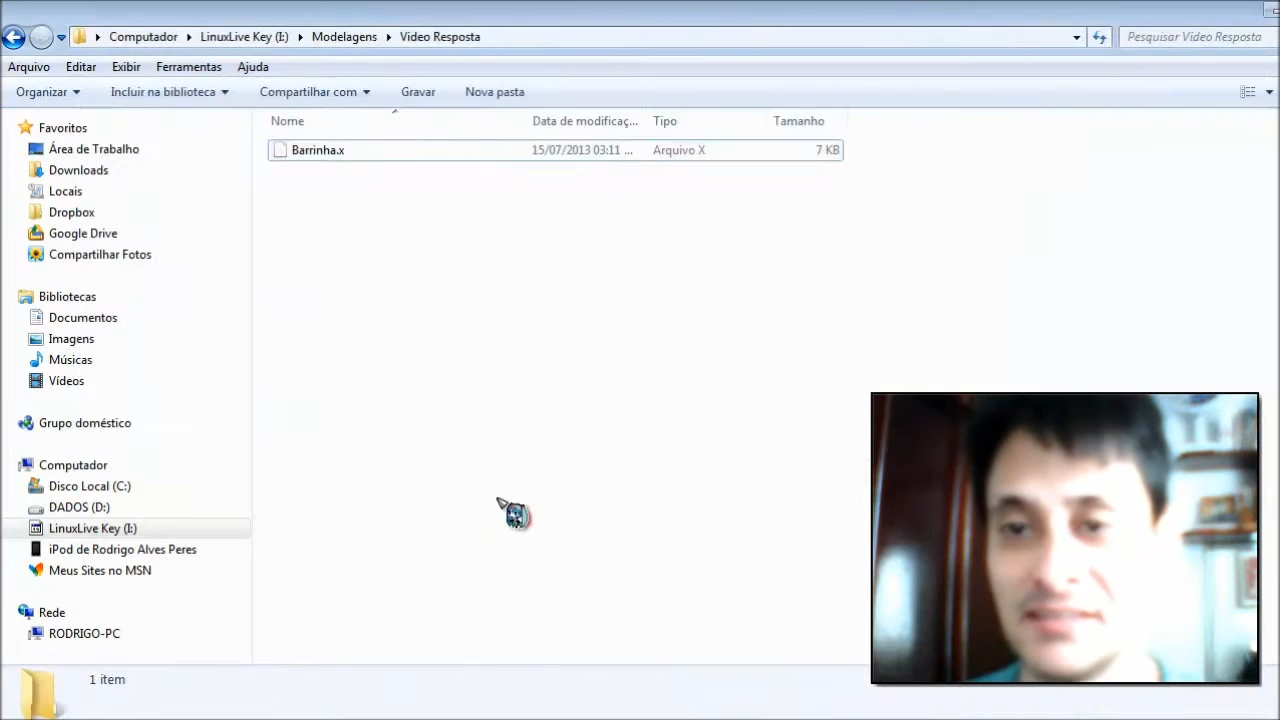 Computador LinuxLive Key (I:) Modelagens Video Resposta Pesquisar Video Resposta
Arquivo Editar Exibir Ferramentas Ajuda
Organizar Incluir na biblioteca Compartilhar com Gravar Nova pasta
Favoritos
Área de Trabalho
Downloads
Locais
Dropbox
Google Drive
Compartilhar Fotos
Bibliotecas
Documentos
Imagens
Músicas
Vídeos
Grupo doméstico
Computador
Disco Local (C:)
DADOS (D:)
LinuxLive Key (I:)
iPod de Rodrigo Alves Peres
Meus Sites no MSN
Rede
RODRIGO-PC
Nome Data de modificaç... Tipo Tamanho
Barrinha.x 15/07/2013 03:11 ... Arquivo X 7 KB
1 item